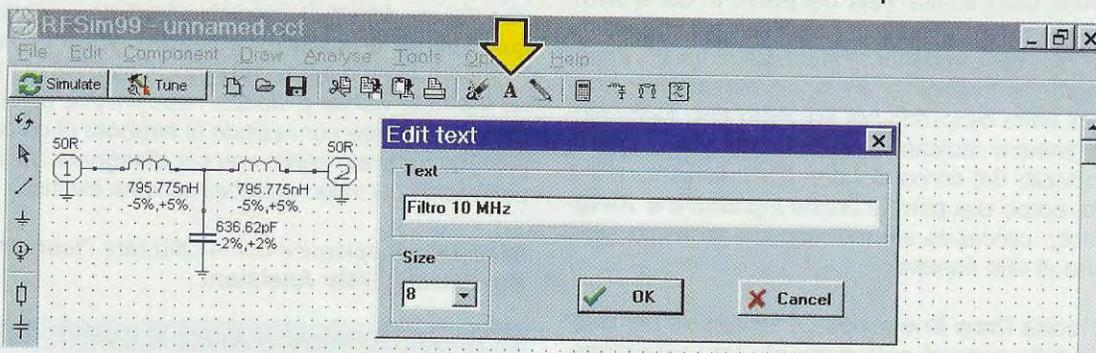 RFSim99 - unnamed.cct
File Edit Component Draw Analyse Tools Help
Simulate Tune A
50R 50R
1 2
795.775nH 795.775nH
-5%,+5% -5%,+5%
636.62pF
-2%,+2%
1
Edit text
Text
Filtro 10 MHz
Size
8 OK Cancel